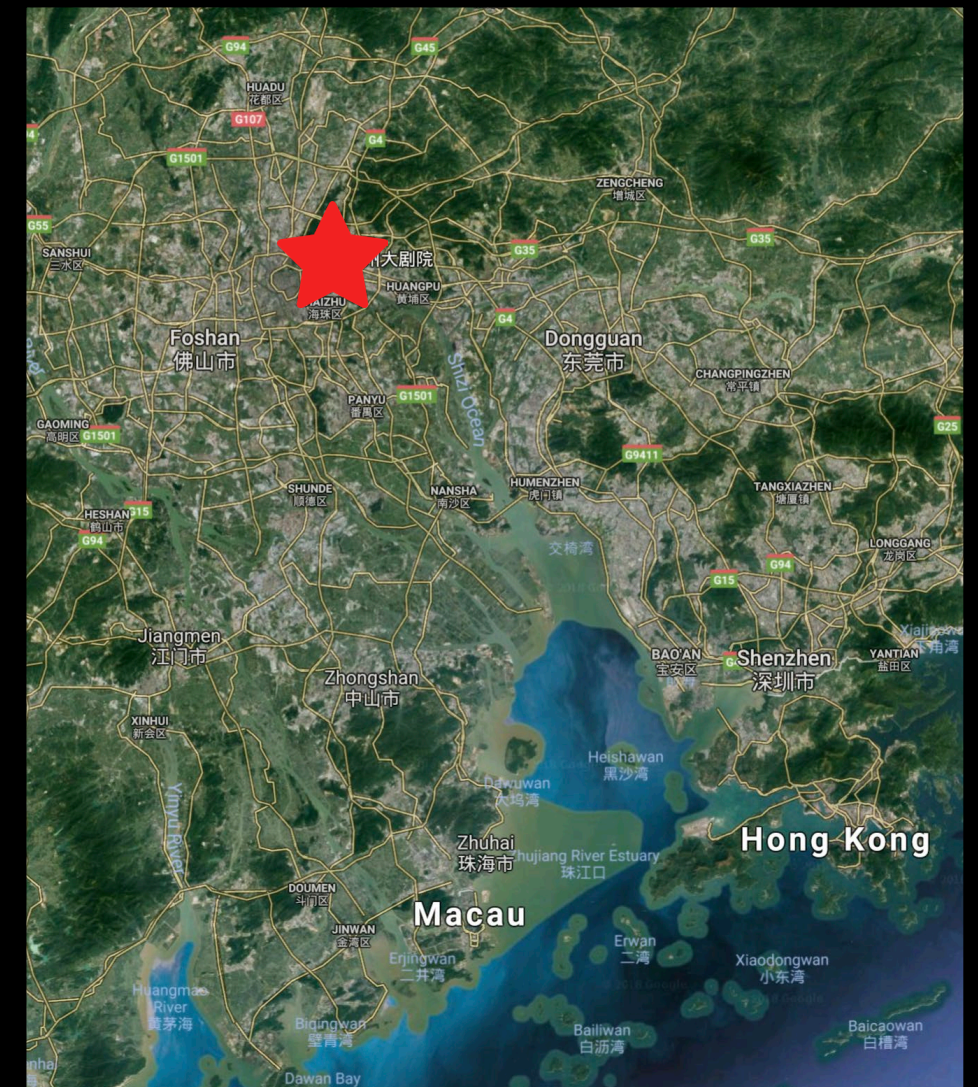 G94
G45
HUADU
花都区
G107
G4
G1501
ZENGCHENG
增城区
G55
G35
G35
SANSHUI
三水区
大剧院
HUANGPU
黄埔区
海珠区
G4
Foshan
佛山市
Dongguan
东莞市
Shizi Ocean
CHANGPINGZHEN
常平镇
G1501
PANYU
番禺区
GAOMING
高明区
G1501
G25
G9411
HUMENZHEN
虎门镇
TANGXIAZHEN
塘厦镇
SHUNDE
顺德区
NANSHA
南沙区
HESHAN
鹤山市
G15
G94
交椅湾
LONGGANG
龙岗区
G94
G15
Jiangmen
江门市
BAO'AN
宝安区
Shenzhen
深圳市
YANTIAN
盐田区
Zhongshan
中山市
XINHUI
新会区
Heishawan
黑沙湾
Dawuwan
大坞湾
Yinzhou River
Zhuhai
珠海市
Zhujiang River Estuary
珠江口
Hong Kong
DOUMEN
斗门区
Macau
JINWAN
金湾区
Erjingwan
二井湾
Erwan
二湾
Xiaodongwan
小东湾
Huangmao
River
黄茅海
Biqingwan
壁青湾
Bailiwan
白沥湾
Baicaowan
白槽湾
Dawan Bay